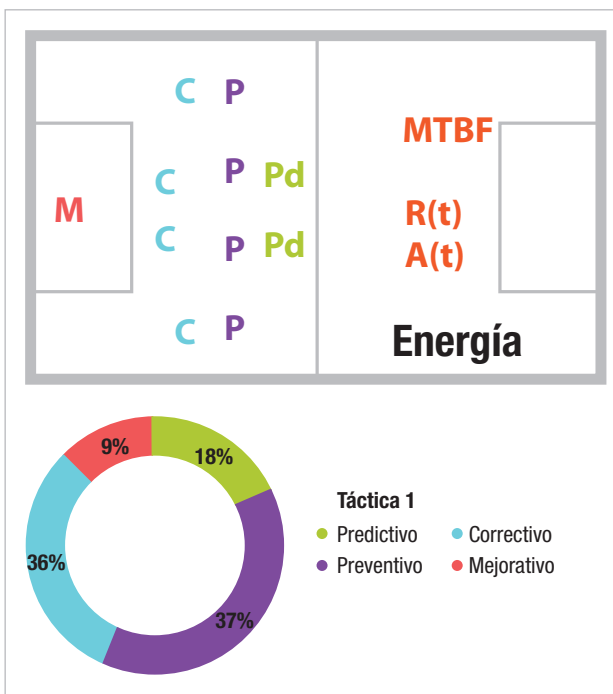 C P
MTBF
C P Pd
M
R(t)
C P Pd
A(t)
C P
Energía
9%
18%
36%
37%
Táctica 1
Predictivo
Correctivo
Preventivo
Mejorativo